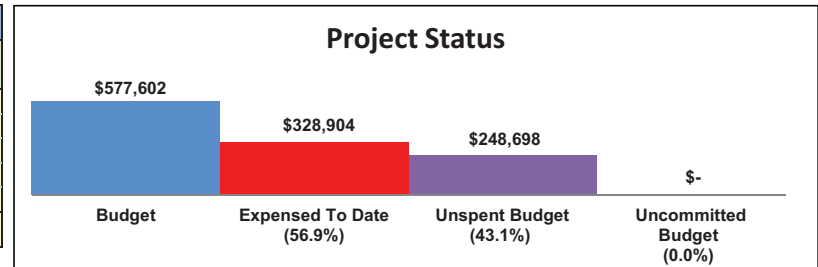 Project Status
$577,602
$328,904
$248,698
$-
Budget
Expensed To Date
(56.9%)
Unspent Budget
(43.1%)
Uncommitted
Budget
(0.0%)